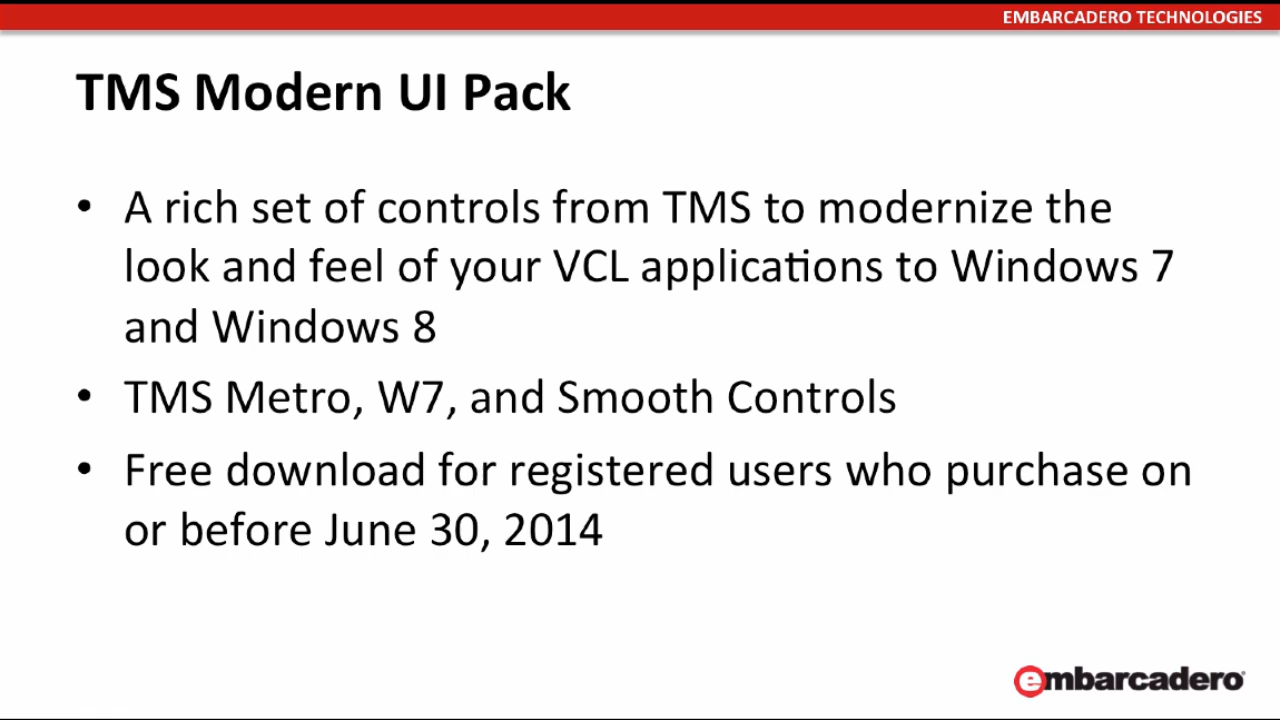 EMBARCADERO TECHNOLOGIES
TMS Modern UI Pack
• A rich set of controls from TMS to modernize the
look and feel of your VCL applications to Windows 7
and Windows 8
• TMS Metro, W7, and Smooth Controls
• Free download for registered users who purchase on
or before June 30, 2014
embarcadero